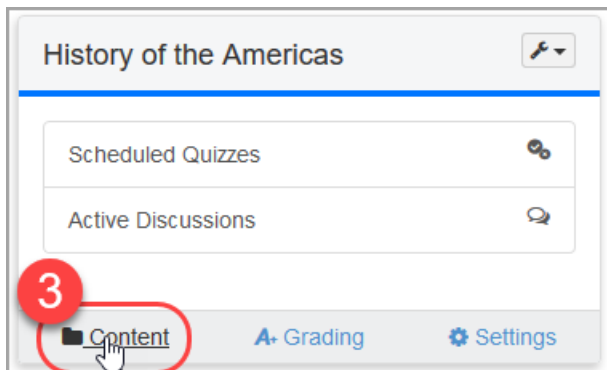 History of the Americas
Scheduled Quizzes
Active Discussions
3
Content A+ Grading Settings